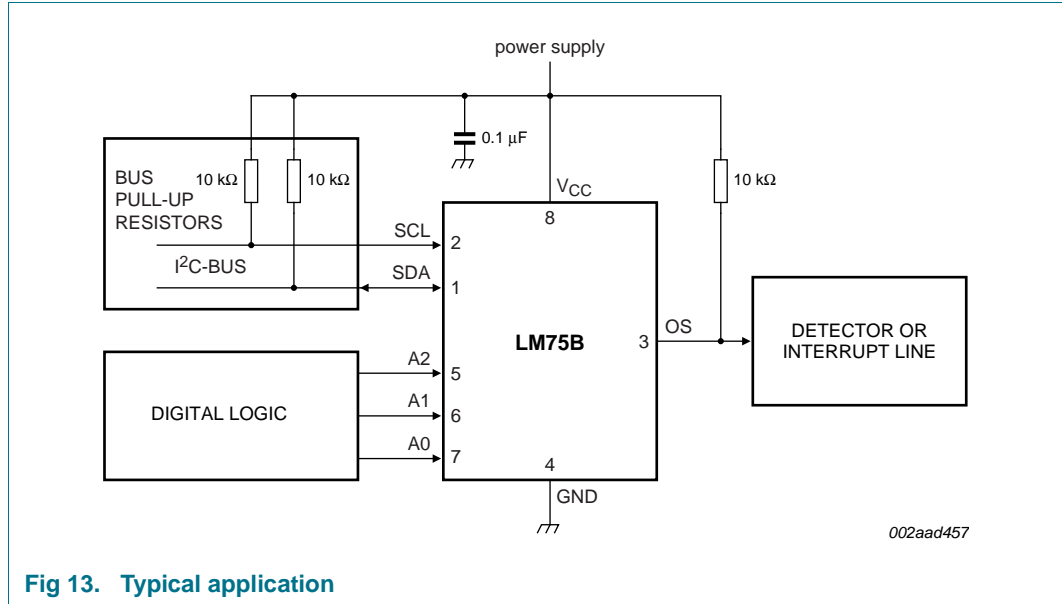 power supply
0.1 μF
BUS
PULL-UP
RESISTORS
10 kΩ
10 kΩ
10 kΩ
VCC
8
SCL
2
I2C-BUS
SDA
1
OS
3
LM75B
DETECTOR OR
INTERRUPT LINE
DIGITAL LOGIC
A2
5
A1
6
A0
7
4
GND
002aad457
Fig 13. Typical application